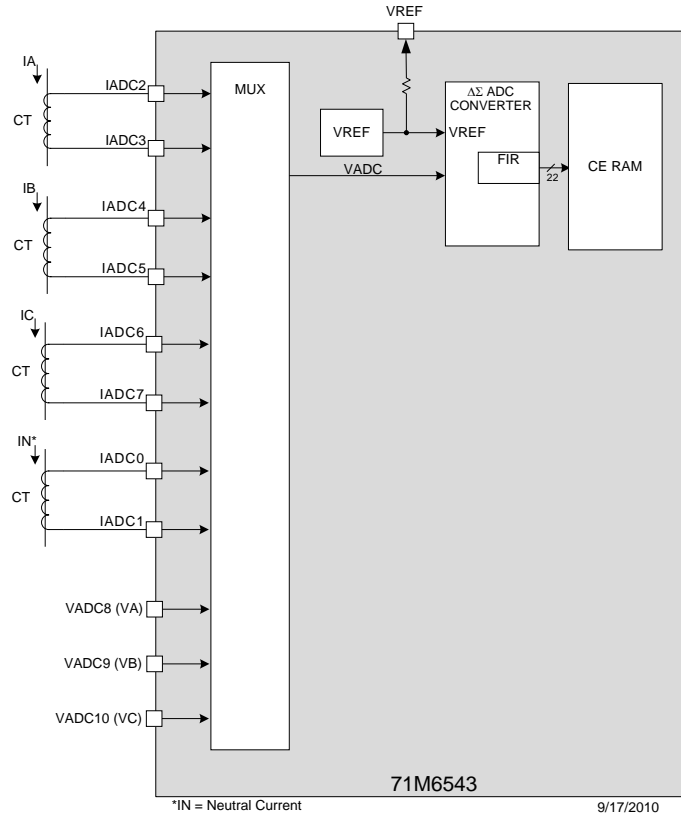 VREF
IA
IADC2
MUX
ΔΣ ADC
CONVERTER
CT
VREF
VREF
IADC3
FIR
CE RAM
VADC
22
IB
IADC4
CT
IADC5
IC
IADC6
CT
IADC7
IN*
IADC0
CT
IADC1
VADC8 (VA)
VADC9 (VB)
VADC10 (VC)
71M6543
*IN = Neutral Current
9/17/2010